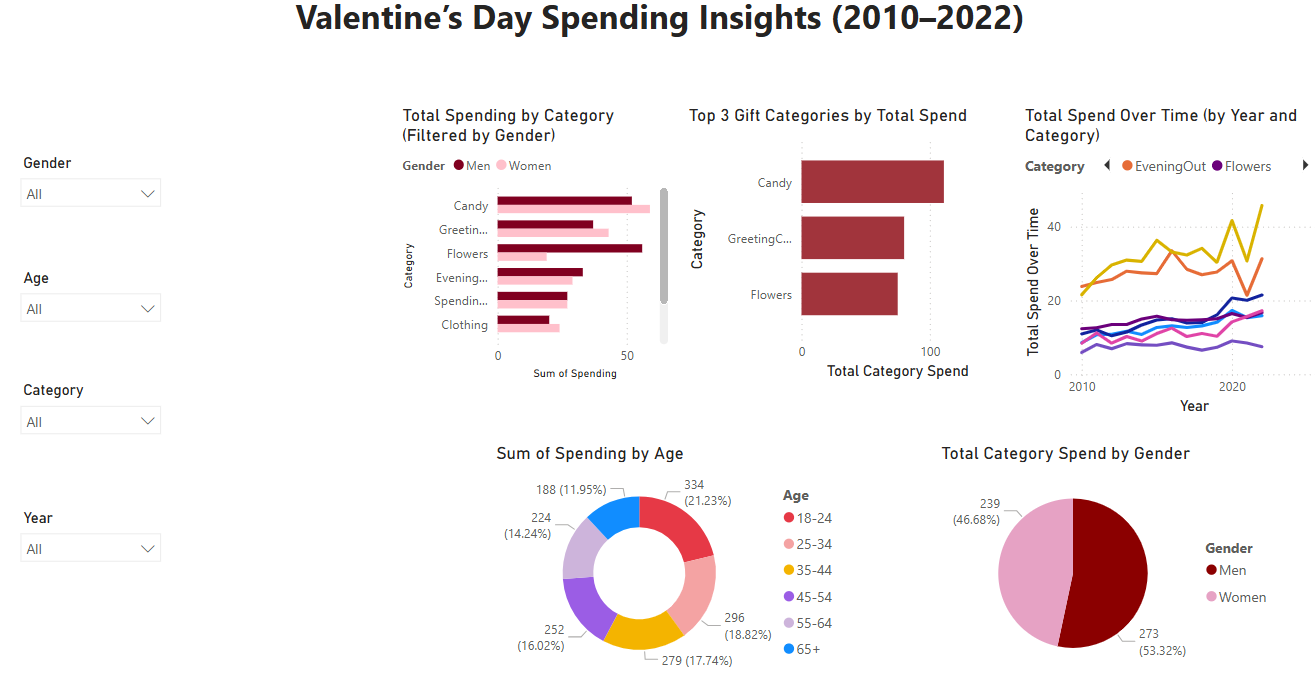 Valentine’s Day Spending Insights (2010–2022)
Gender
All
Age
All
Category
All
Year
All
Total Spending by Category
(Filtered by Gender)
Gender Men Women
Category
Candy
Greetin...
Flowers
Evening...
Spendin...
Clothing
0 50
Sum of Spending
Top 3 Gift Categories by Total Spend
Category
Candy
GreetingC...
Flowers
0 100
Total Category Spend
Total Spend Over Time (by Year and
Category)
Category EveningOut Flowers
Total Spend Over Time
40
20
0
2010 2020
Year
Sum of Spending by Age
334
(21.23%)
296
(18.82%)
279 (17.74%)
252
(16.02%)
224
(14.24%)
188 (11.95%)
Age
18-24
25-34
35-44
45-54
55-64
65+
Total Category Spend by Gender
239
(46.68%)
273
(53.32%)
Gender
Men
Women